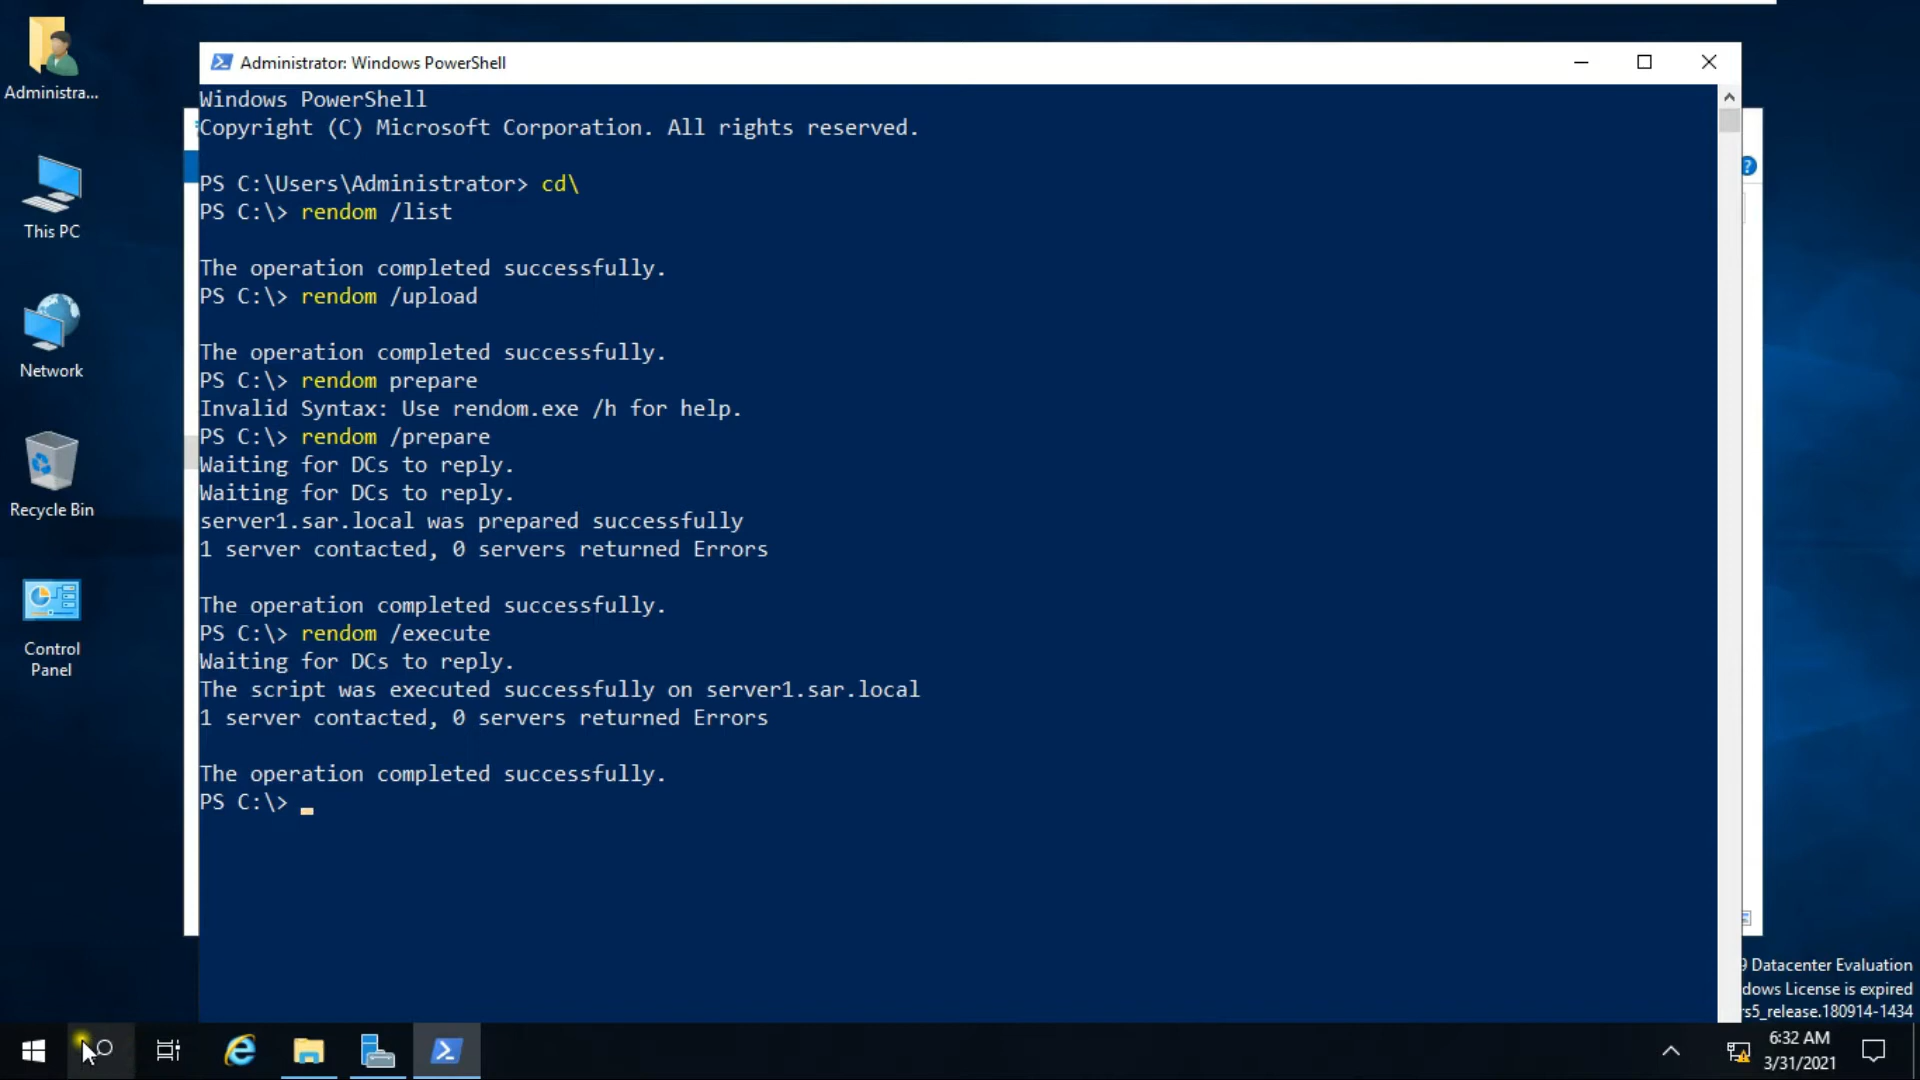 Administra...
This PC
Network
Recycle Bin
Control
Panel
Administrator: Windows PowerShell
Windows PowerShell
Copyright (C) Microsoft Corporation. All rights reserved.
PS C:\Users\Administrator> cd\
PS C:\> rendom /list
The operation completed successfully.
PS C:\> rendom /upload
The operation completed successfully.
PS C:\> rendom prepare
Invalid Syntax: Use rendom.exe /h for help.
PS C:\> rendom /prepare
Waiting for DCs to reply.
Waiting for DCs to reply.
server1.sar.local was prepared successfully
1 server contacted, 0 servers returned Errors
The operation completed successfully.
PS C:\> rendom /execute
Waiting for DCs to reply.
The script was executed successfully on server1.sar.local
1 server contacted, 0 servers returned Errors
The operation completed successfully.
PS C:\>
9 Datacenter Evaluation
dows License is expired
rs5_release.180914-1434
6:32 AM
3/31/2021